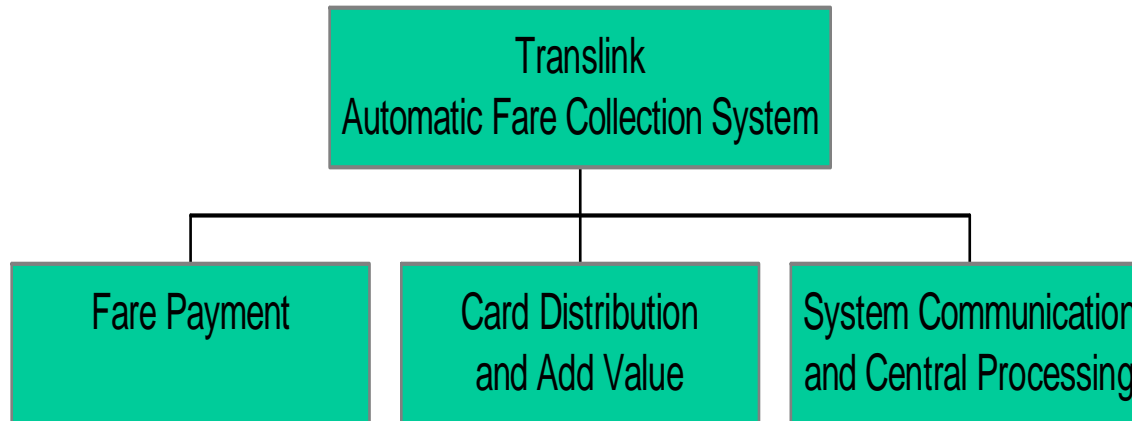 Translink
Automatic Fare Collection System
Fare Payment
Card Distribution
and Add Value
System Communication
and Central Processing